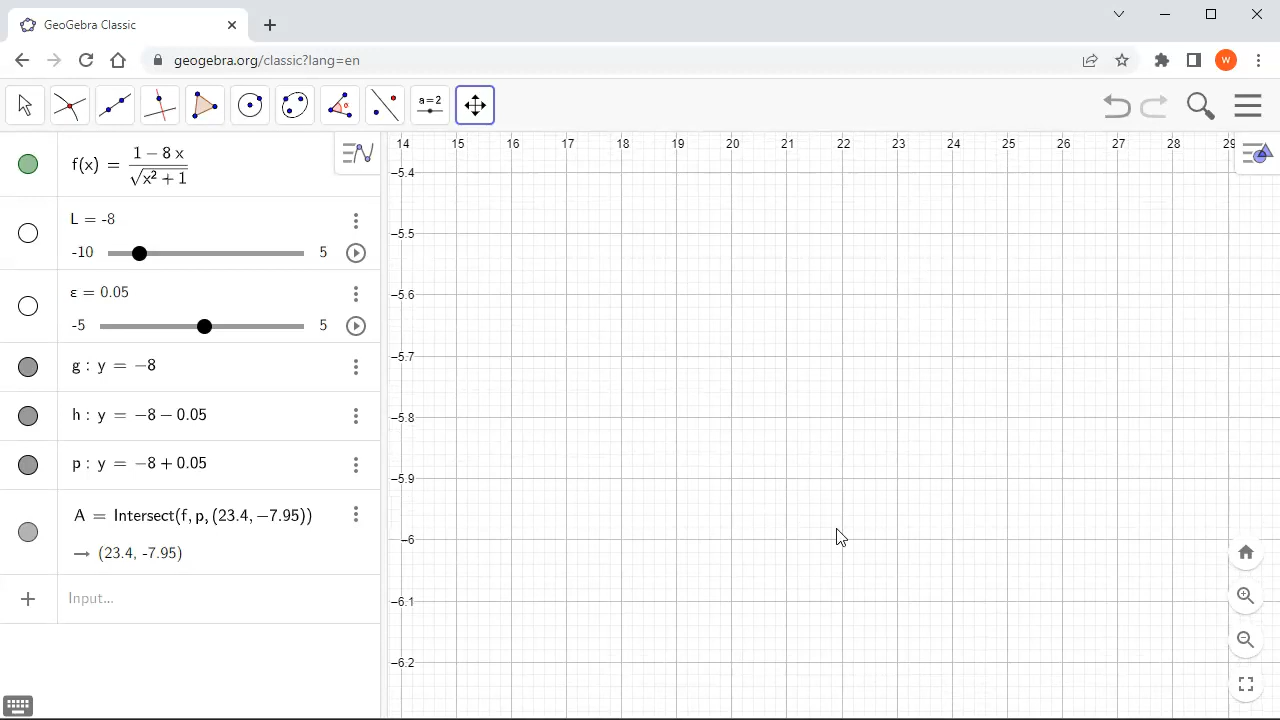 GeoGebra Classic
geogebra.org/classic?lang=en
W
a=2
f(x) = (1 − 8 x)/√(x² + 1)
L = -8
-10 5
ε = 0.05
-5 5
g : y = −8
h : y = −8 − 0.05
p : y = −8 + 0.05
A = Intersect(f, p, (23.4, −7.95))
→ (23.4, -7.95)
+ Input...
14 15 16 17 18 19 20 21 22 23 24 25 26 27 28 29
−5.4
−5.5
−5.6
−5.7
−5.8
−5.9
−6
−6.1
−6.2